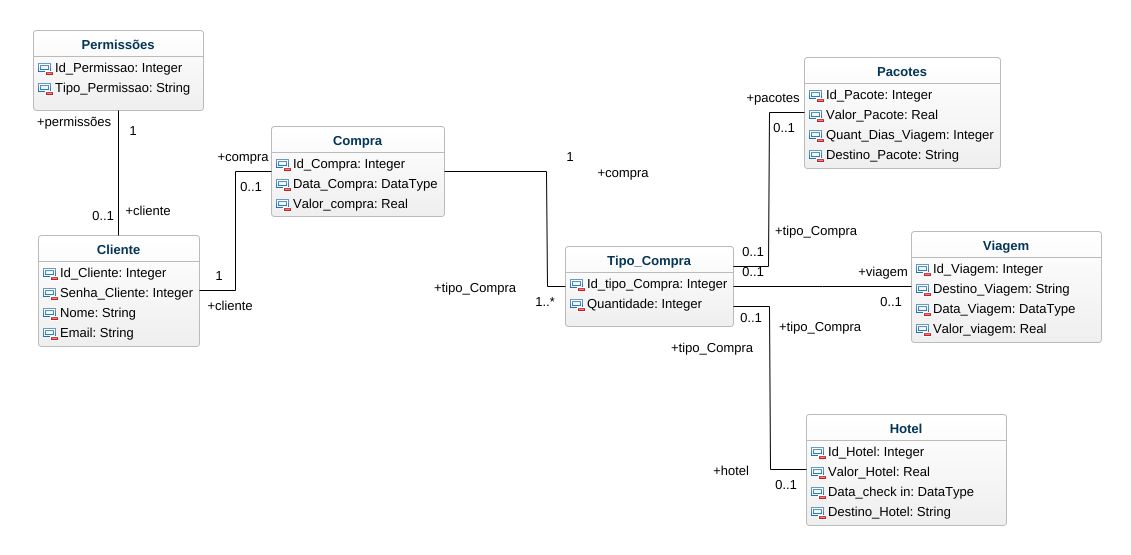 Permissões
Id_Permissao: Integer
Tipo_Permissao: String
+permissões
1
0..1
+cliente
Cliente
Id_Cliente: Integer
Senha_Cliente: Integer
Nome: String
Email: String
1
+cliente
+compra
0..1
Compra
Id_Compra: Integer
Data_Compra: DataType
Valor_compra: Real
1
+compra
+tipo_Compra
1..*
Tipo_Compra
Id_tipo_Compra: Integer
Quantidade: Integer
+pacotes
0..1
Pacotes
Id_Pacote: Integer
Valor_Pacote: Real
Quant_Dias_Viagem: Integer
Destino_Pacote: String
+tipo_Compra
0..1
0..1
+viagem
0..1
Viagem
Id_Viagem: Integer
Destino_Viagem: String
Data_Viagem: DataType
Valor_viagem: Real
0..1
+tipo_Compra
+tipo_Compra
+hotel
0..1
Hotel
Id_Hotel: Integer
Valor_Hotel: Real
Data_check in: DataType
Destino_Hotel: String